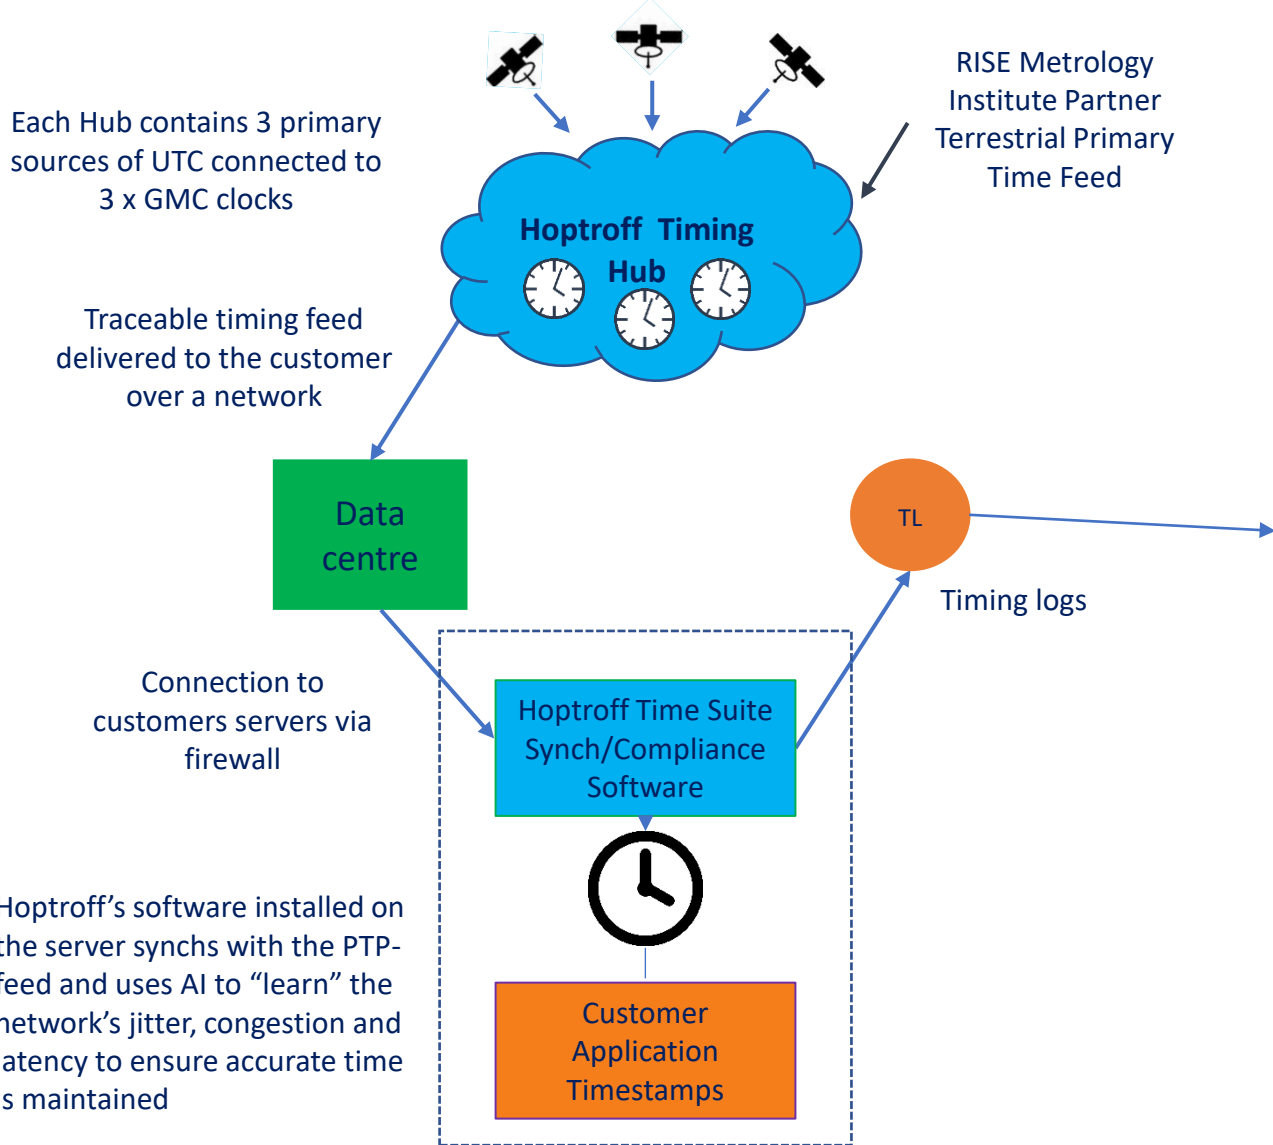 RISE Metrology
Institute Partner
Terrestrial Primary
Time Feed
Each Hub contains 3 primary
sources of UTC connected to
3 x GMC clocks
Hoptroff Timing
Hub
Traceable timing feed
delivered to the customer
over a network
Data
centre
TL
Timing logs
Connection to
customers servers via
firewall
Hoptroff Time Suite
Synch/Compliance
Software
Hoptroff’s software installed on
the server synchs with the PTP-
feed and uses AI to “learn” the
network’s jitter, congestion and
latency to ensure accurate time
is maintained
Customer
Application
Timestamps